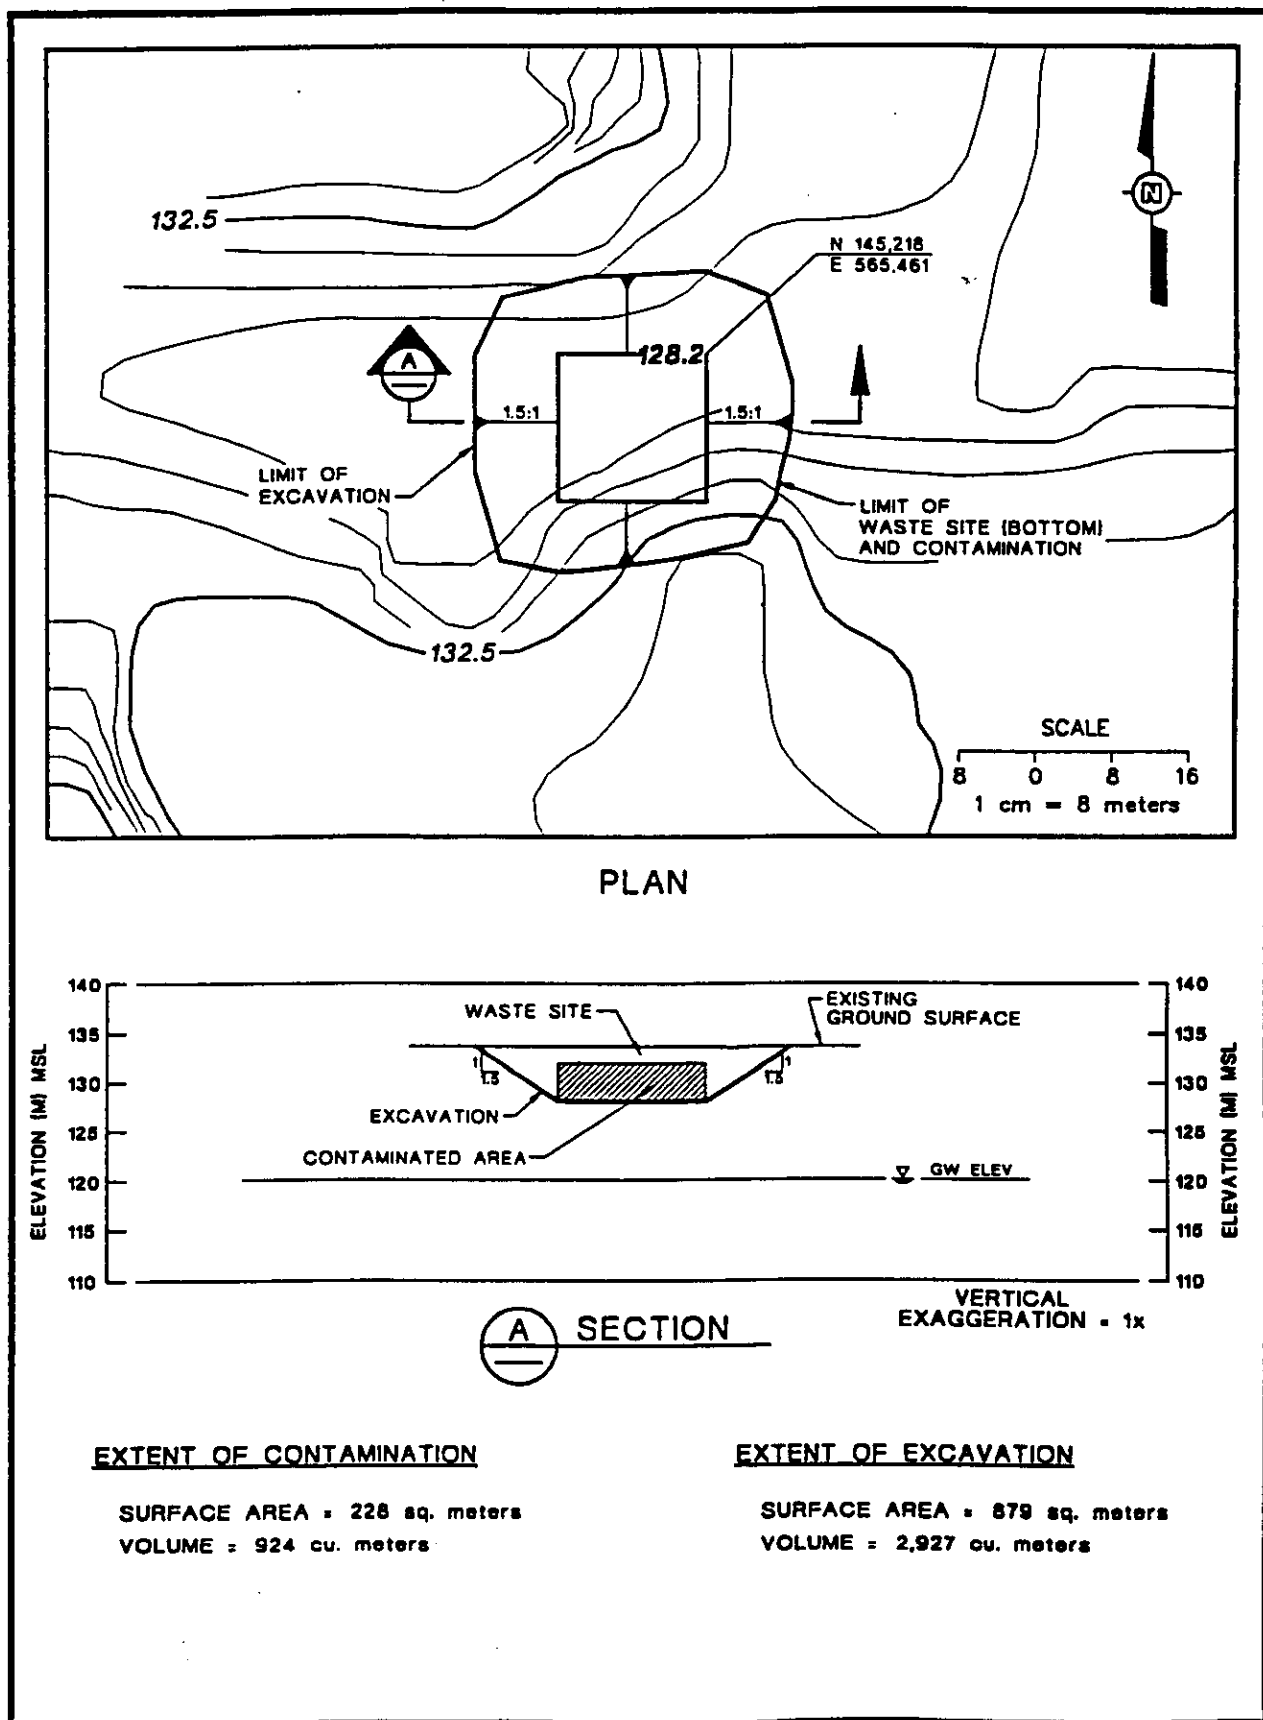 132.5
N
N 145,218
E 565,461
128.2
A
1.5:1
1.5:1
LIMIT OF
EXCAVATION
LIMIT OF
WASTE SITE (BOTTOM)
AND CONTAMINATION
132.5
SCALE
8 0 8 16
1 cm = 8 meters
PLAN
ELEVATION (M) MSL
140
135
130
125
120
115
110
WASTE SITE
EXISTING
GROUND SURFACE
1
1.5
1
1.5
EXCAVATION
CONTAMINATED AREA
GW ELEV
140
135
130
125
120
115
110
ELEVATION (M) MSL
VERTICAL
EXAGGERATION = 1x
A SECTION
EXTENT OF CONTAMINATION
SURFACE AREA = 228 sq. meters
VOLUME = 924 cu. meters
EXTENT OF EXCAVATION
SURFACE AREA = 879 sq. meters
VOLUME = 2,927 cu. meters